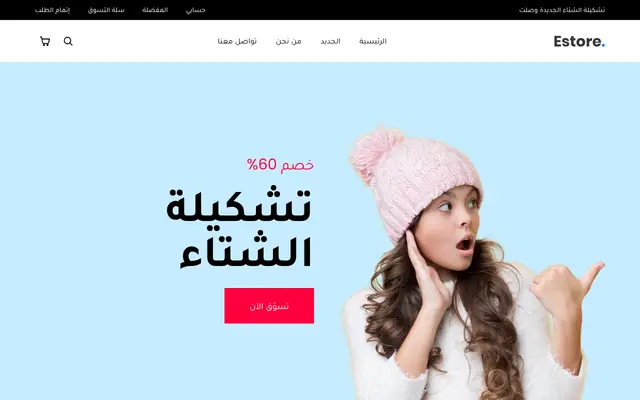 تشكيلة الشتاء الجديدة وصلت
حسابي المفضلة سلة التسوق إتمام الطلب
Estore.
الرئيسية الجديد من نحن تواصل معنا
خصم 60%
تشكيلة
الشتاء
تسوّق الآن